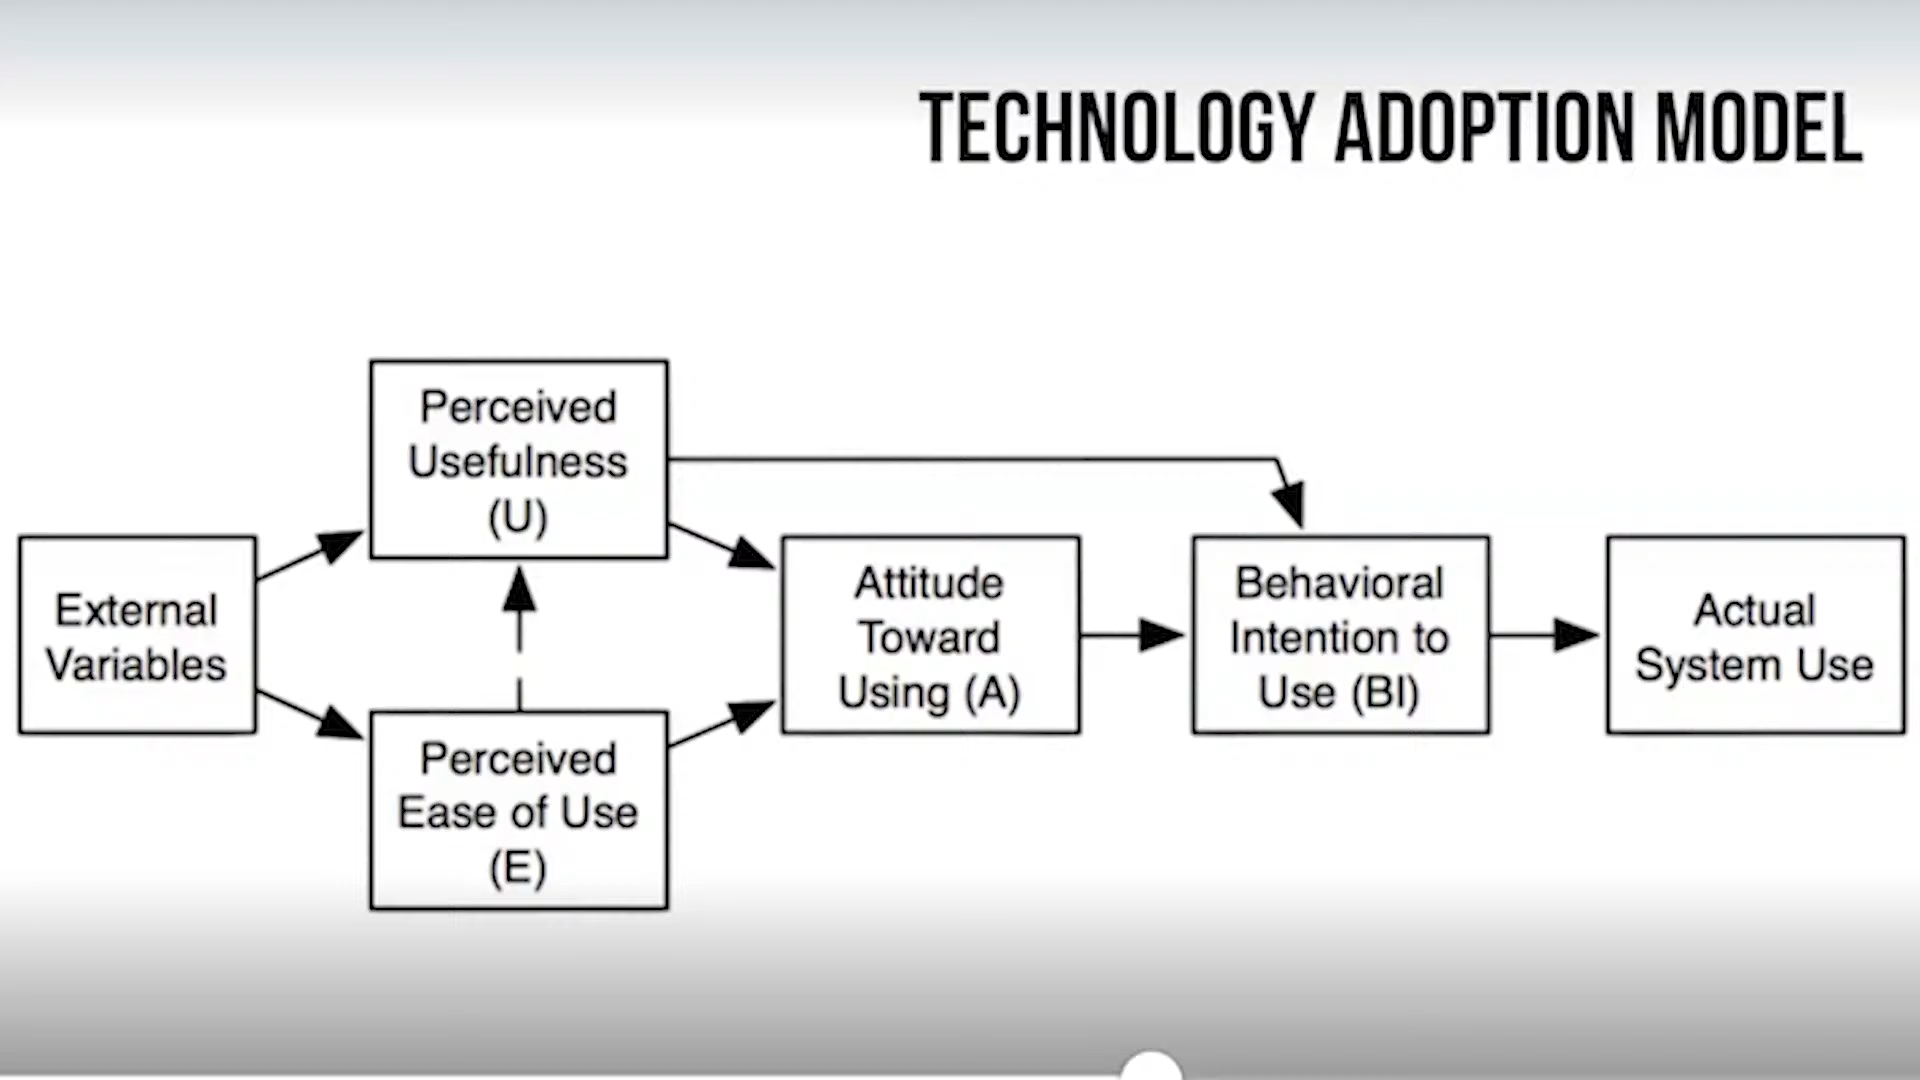 TECHNOLOGY ADOPTION MODEL
Perceived
Usefulness
(U)
External
Variables
Attitude
Toward
Using (A)
Behavioral
Intention to
Use (BI)
Actual
System Use
Perceived
Ease of Use
(E)